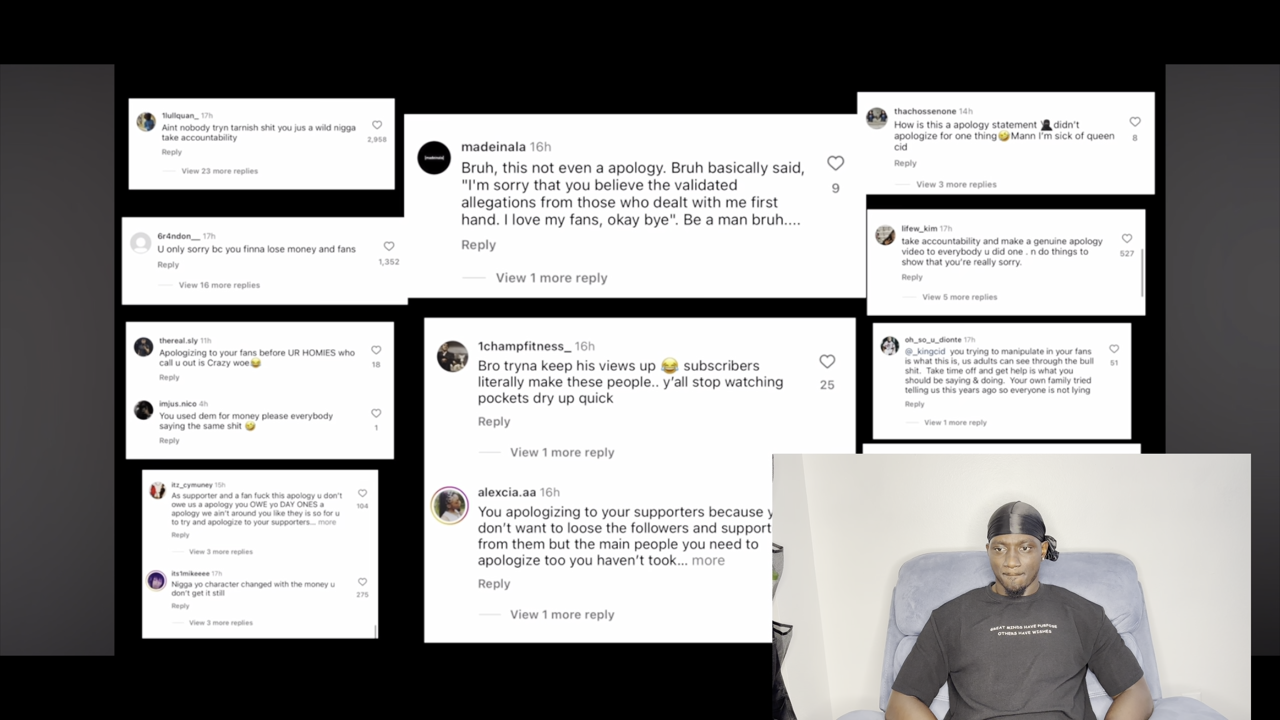 1lullquan_ 17h
Aint nobody tryn tarnish shit you jus a wild nigga
take accountability
2,958
Reply
View 23 more replies
6r4ndon__ 17h
U only sorry bc you finna lose money and fans
Reply
1,352
View 16 more replies
thereal.sly 11h
Apologizing to your fans before UR HOMIES who
call u out is Crazy woe😂
18
Reply
imjus.nico 4h
You used dem for money please everybody
saying the same shit 🤣
1
Reply
itz_cymuney 15h
As supporter and a fan fuck this apology u don't
owe us a apology you OWE yo DAY ONES a
apology we ain't around you like they is so for u
to try and apologize to your supporters... more
104
Reply
View 3 more replies
its1mikeeee 17h
Nigga yo character changed with the money u
don't get it still
275
Reply
View 3 more replies
madeinala 16h
Bruh, this not even a apology. Bruh basically said,
"I'm sorry that you believe the validated
allegations from those who dealt with me first
hand. I love my fans, okay bye". Be a man bruh....
9
Reply
View 1 more reply
1champfitness_ 16h
Bro tryna keep his views up 😂 subscribers
literally make these people.. y'all stop watching
pockets dry up quick
25
Reply
View 1 more reply
alexcia.aa 16h
You apologizing to your supporters because y
don't want to loose the followers and support
from them but the main people you need to
apologize too you haven't took... more
Reply
View 1 more reply
thachossenone 14h
How is this a apology statement 🥷🏿didn't
apologize for one thing🤣Mann I'm sick of queen
cid
8
Reply
View 3 more replies
lifew_kim 17h
take accountability and make a genuine apology
video to everybody u did one . n do things to
show that you're really sorry.
527
Reply
View 5 more replies
oh_so_u_dionte 17h
@_kingcid you trying to manipulate in your fans
is what this is, us adults can see through the bull
shit. Take time off and get help is what you
should be saying & doing. Your own family tried
telling us this years ago so everyone is not lying
51
Reply
View 1 more reply
GREAT MINDS HAVE PURPOSE
OTHERS HAVE WISHES